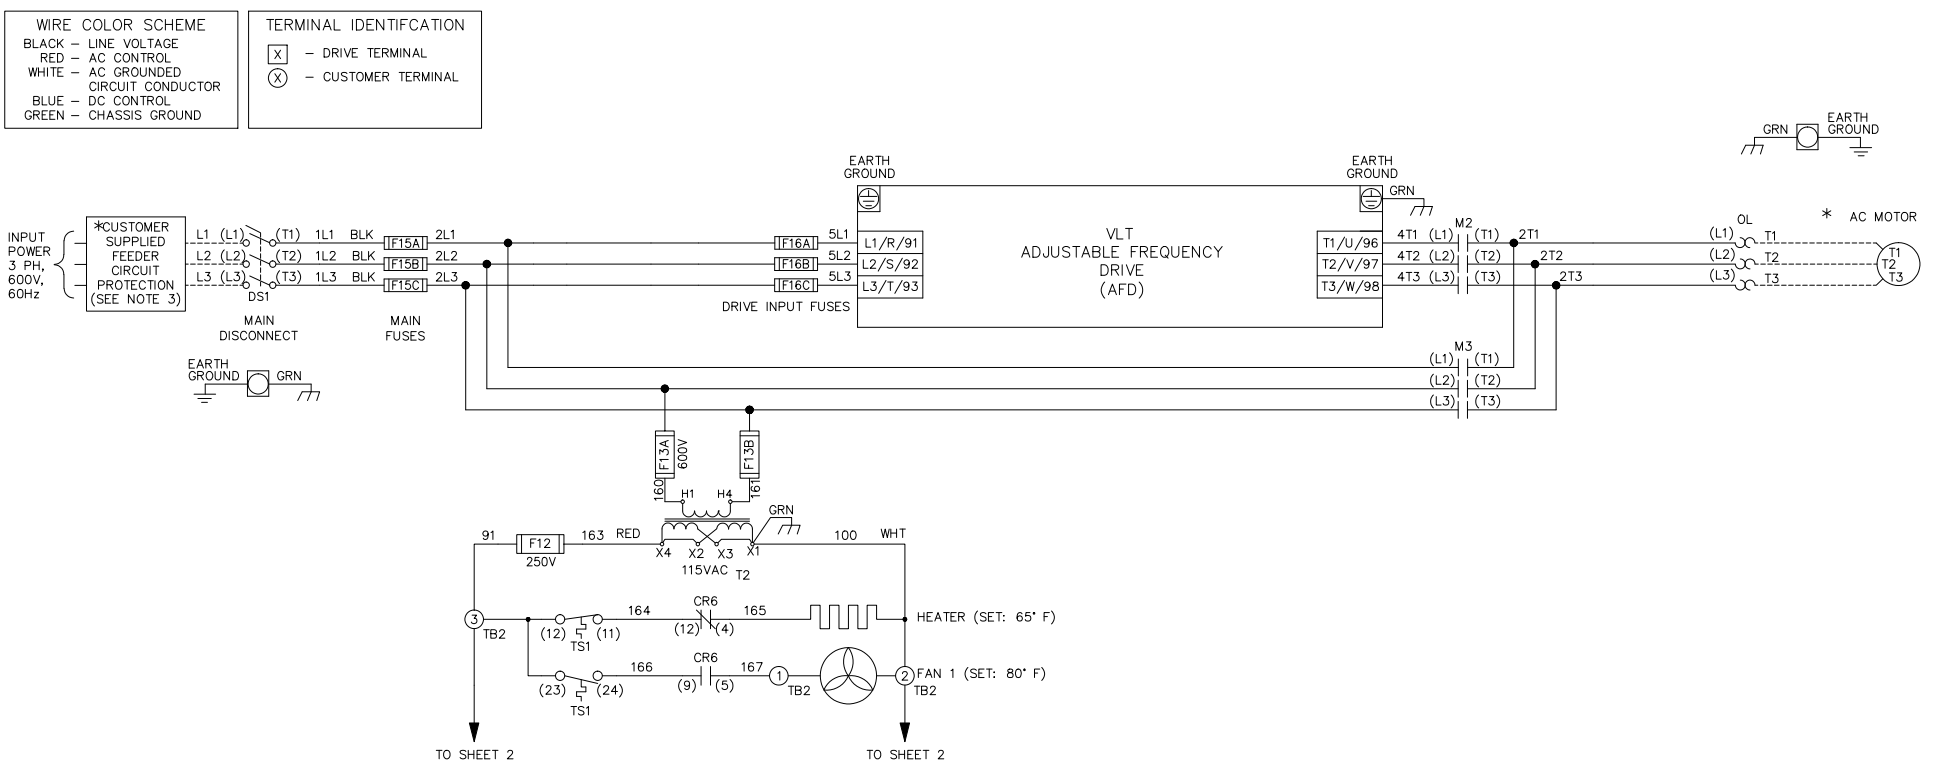 WIRE COLOR SCHEME
BLACK – LINE VOLTAGE
RED – AC CONTROL
WHITE – AC GROUNDED
CIRCUIT CONDUCTOR
BLUE – DC CONTROL
GREEN – CHASSIS GROUND
TERMINAL IDENTIFCATION
X – DRIVE TERMINAL
X – CUSTOMER TERMINAL
INPUT
POWER
3 PH,
600V,
60Hz
*CUSTOMER
SUPPLIED
FEEDER
CIRCUIT
PROTECTION
(SEE NOTE 3)
L1 (L1) (T1) 1L1 BLK F15A 2L1
L2 (L2) (T2) 1L2 BLK F15B 2L2
L3 (L3) (T3) 1L3 BLK F15C 2L3
DS1
MAIN
DISCONNECT
MAIN
FUSES
EARTH
GROUND
GRN
F16A 5L1
F16B 5L2
F16C 5L3
DRIVE INPUT FUSES
EARTH
GROUND
L1/R/91
L2/S/92
L3/T/93
VLT
ADJUSTABLE FREQUENCY
DRIVE
(AFD)
EARTH
GROUND
GRN
T1/U/96
T2/V/97
T3/W/98
M2
4T1 (L1) (T1) 2T1
4T2 (L2) (T2) 2T2
4T3 (L3) (T3) 2T3
M3
(L1) (T1)
(L2) (T2)
(L3) (T3)
GRN
EARTH
GROUND
OL
(L1) T1
(L2) T2
(L3) T3
* AC MOTOR
T1
T2
T3
F13A
600V
F13B
160
161
H1 H4
GRN
91 F12 163 RED
250V
X4 X2 X3 X1
115VAC T2
100 WHT
3
TB2
(12) (11)
TS1
164
CR6
(12) (4)
165
HEATER (SET: 65° F)
(23) (24)
TS1
166
CR6
(9) (5)
167
1
TB2
2
TB2
FAN 1 (SET: 80° F)
TO SHEET 2
TO SHEET 2